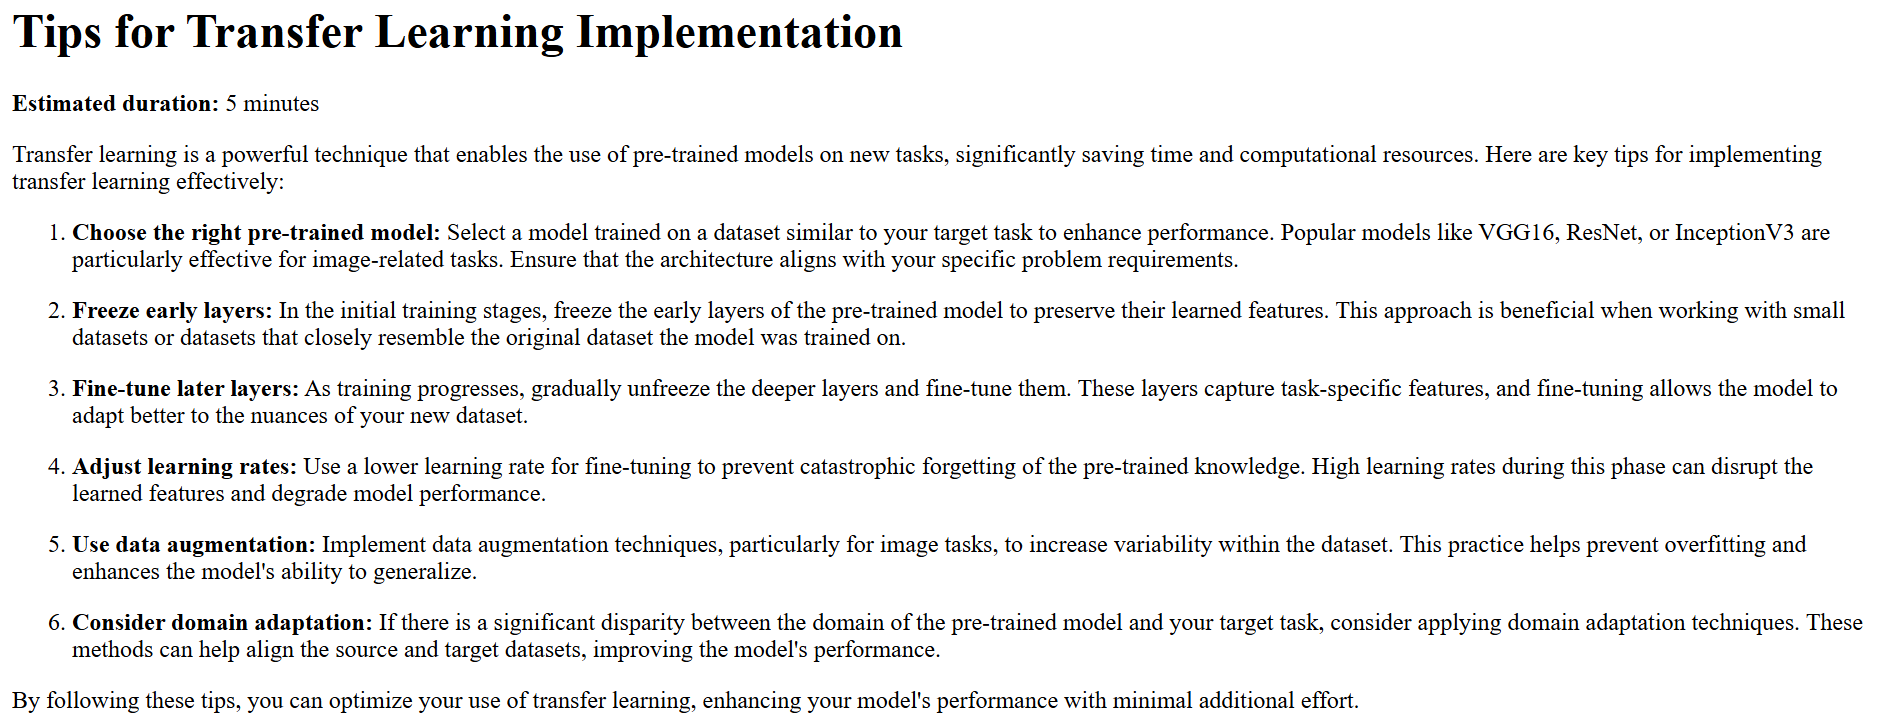 Tips for Transfer Learning Implementation
Estimated duration: 5 minutes
Transfer learning is a powerful technique that enables the use of pre-trained models on new tasks, significantly saving time and computational resources. Here are key tips for implementing
transfer learning effectively:
1. Choose the right pre-trained model: Select a model trained on a dataset similar to your target task to enhance performance. Popular models like VGG16, ResNet, or InceptionV3 are
particularly effective for image-related tasks. Ensure that the architecture aligns with your specific problem requirements.
2. Freeze early layers: In the initial training stages, freeze the early layers of the pre-trained model to preserve their learned features. This approach is beneficial when working with small
datasets or datasets that closely resemble the original dataset the model was trained on.
3. Fine-tune later layers: As training progresses, gradually unfreeze the deeper layers and fine-tune them. These layers capture task-specific features, and fine-tuning allows the model to
adapt better to the nuances of your new dataset.
4. Adjust learning rates: Use a lower learning rate for fine-tuning to prevent catastrophic forgetting of the pre-trained knowledge. High learning rates during this phase can disrupt the
learned features and degrade model performance.
5. Use data augmentation: Implement data augmentation techniques, particularly for image tasks, to increase variability within the dataset. This practice helps prevent overfitting and
enhances the model's ability to generalize.
6. Consider domain adaptation: If there is a significant disparity between the domain of the pre-trained model and your target task, consider applying domain adaptation techniques. These
methods can help align the source and target datasets, improving the model's performance.
By following these tips, you can optimize your use of transfer learning, enhancing your model's performance with minimal additional effort.